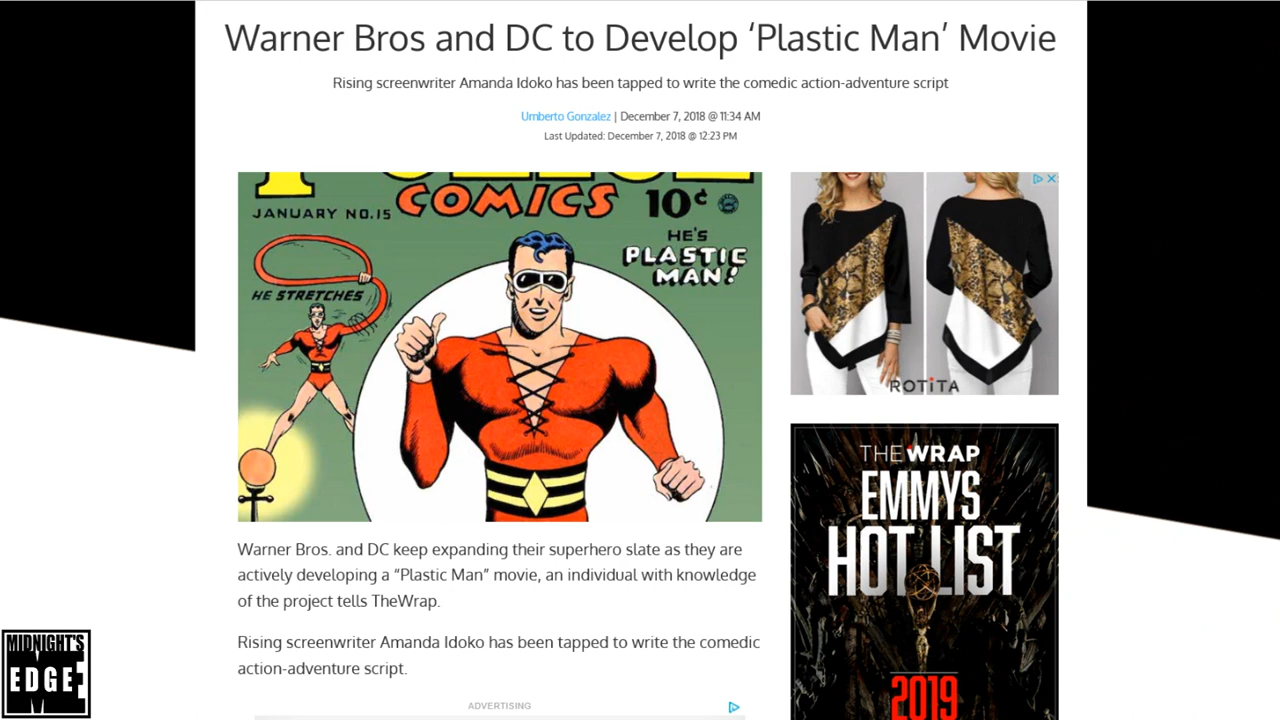 Warner Bros and DC to Develop ‘Plastic Man’ Movie
Rising screenwriter Amanda Idoko has been tapped to write the comedic action-adventure script
Umberto Gonzalez | December 7, 2018 @ 11:34 AM
Last Updated: December 7, 2018 @ 12:23 PM
COMICS 10¢
JANUARY NO.15
HE'S
PLASTIC
MAN!
HE STRETCHES
ROTITA
THEWRAP
EMMYS
HOT LIST
2019
Warner Bros. and DC keep expanding their superhero slate as they are
actively developing a “Plastic Man” movie, an individual with knowledge
of the project tells TheWrap.
Rising screenwriter Amanda Idoko has been tapped to write the comedic
action-adventure script.
ADVERTISING
MIDNIGHT'S
EDGE
ME